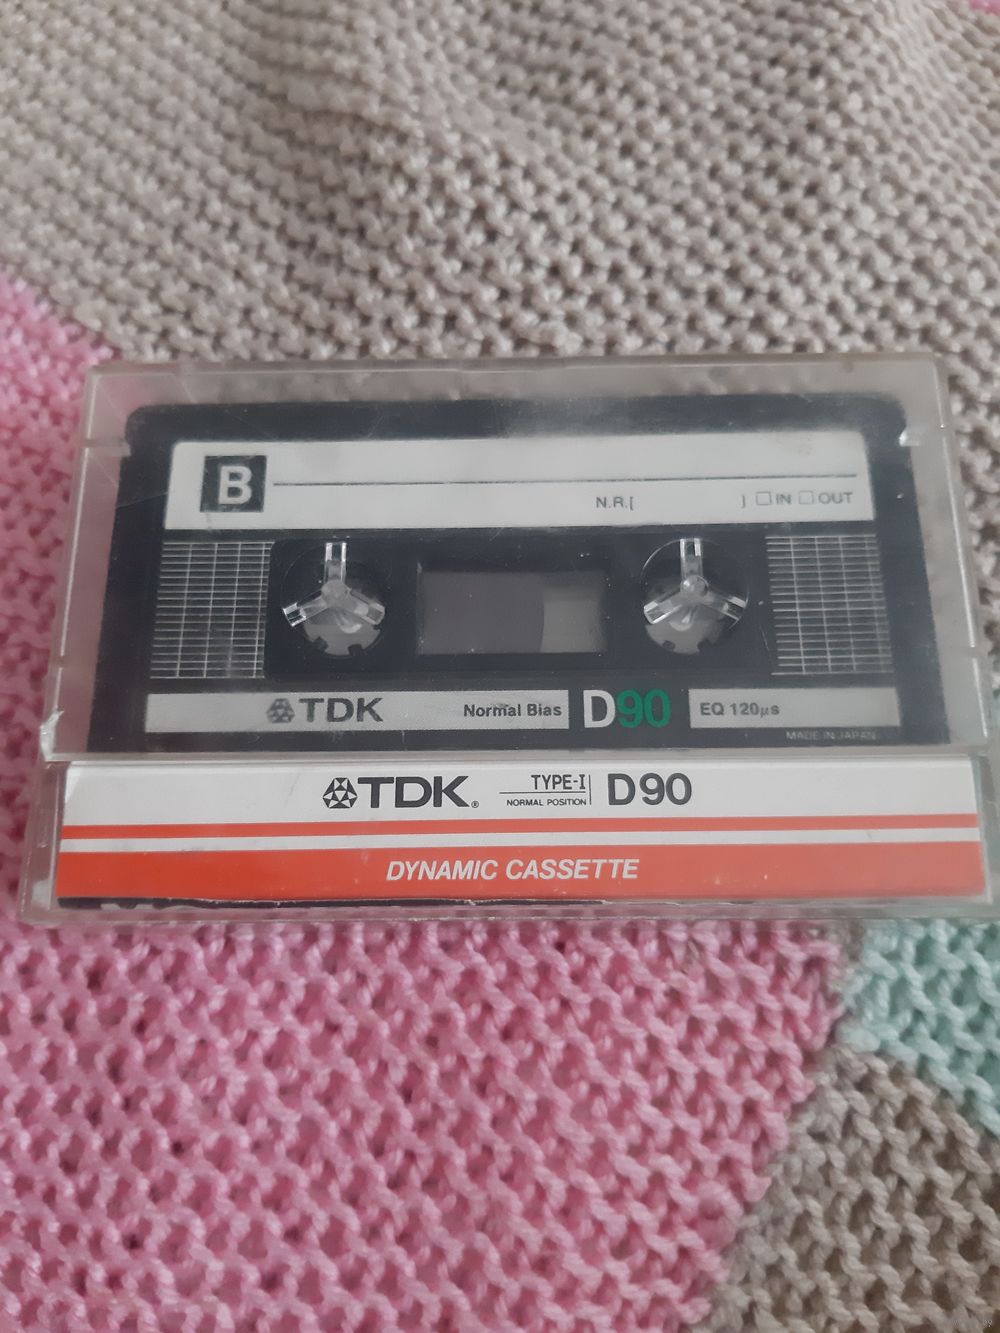 B
N.R.[ ] □ IN □ OUT
TDK Normal Bias D90 EQ 120µs
MADE IN JAPAN
TDK® TYPE-I D90
NORMAL POSITION
DYNAMIC CASSETTE